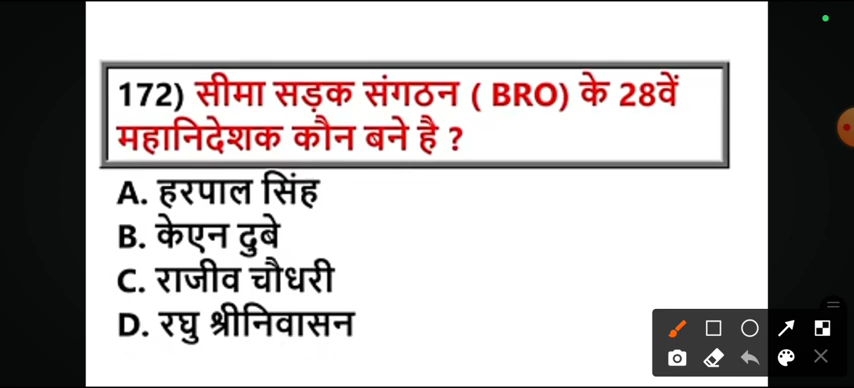 172) सीमा सड़क संगठन ( BRO) के 28वें
महानिदेशक कौन बने है ?
A. हरपाल सिंह
B. केएन दुबे
C. राजीव चौधरी
D. रघु श्रीनिवासन